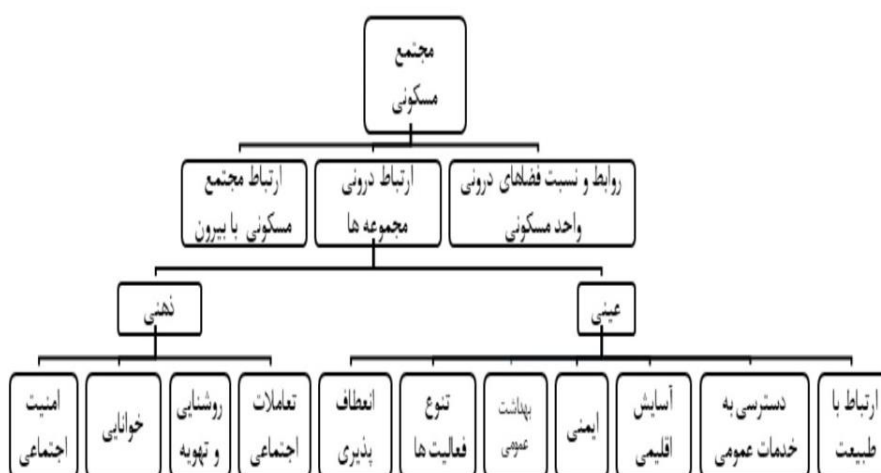 مجتمع
مسکونی
روابط و نسبت فضاهای درونی
واحد مسکونی
ارتباط درونی
مجموعه ها
ارتباط مجتمع
مسکونی با بیرون
عینی
ذهنی
ارتباط با
طبیعت
دسترسی به
خدمات عمومی
آسایش
اقلیمی
ایمنی
بهداشت
عمومی
تنوع
فعالیت ها
انعطاف
پذیری
تعاملات
اجتماعی
روشنایی
و تهویه
خوانایی
امنیت
اجتماعی